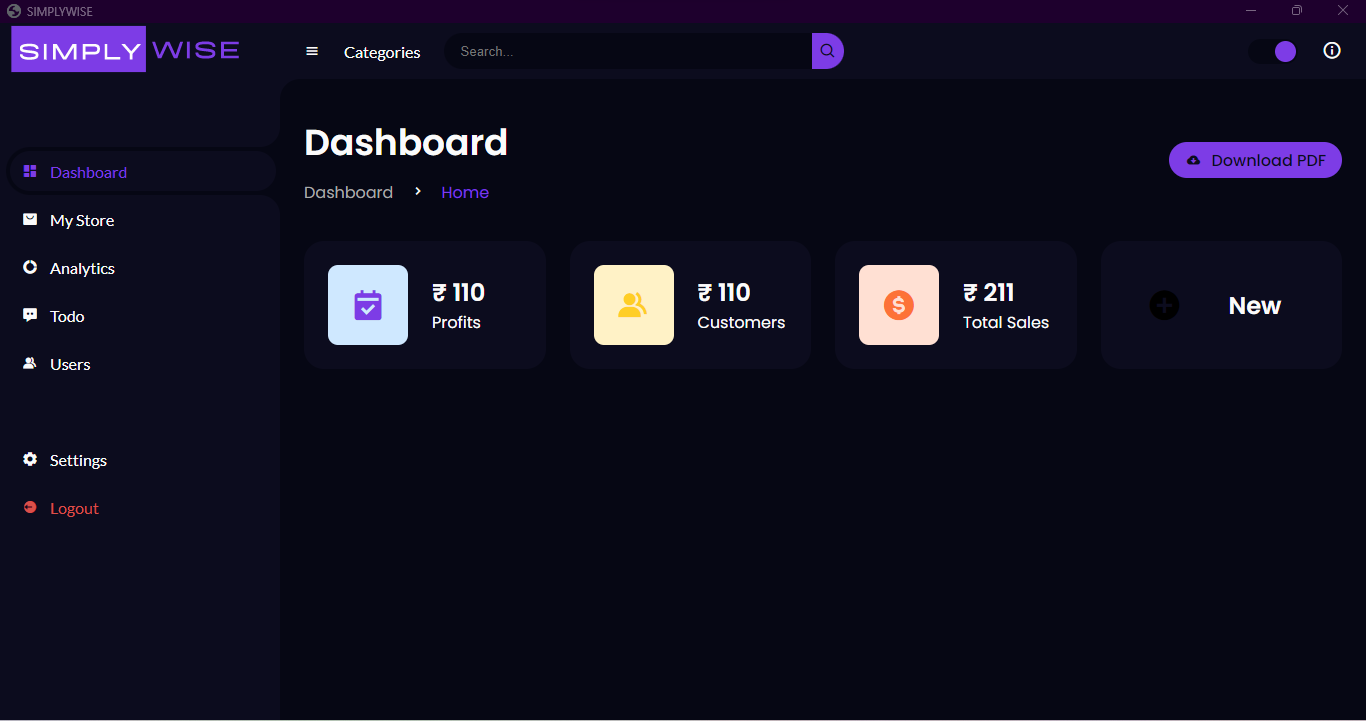 SIMPLYWISE
SIMPLY WISE
Categories
Search...
Dashboard
My Store
Analytics
Todo
Users
Settings
Logout
Dashboard
Dashboard Home
Download PDF
₹ 110
Profits
₹ 110
Customers
₹ 211
Total Sales
New